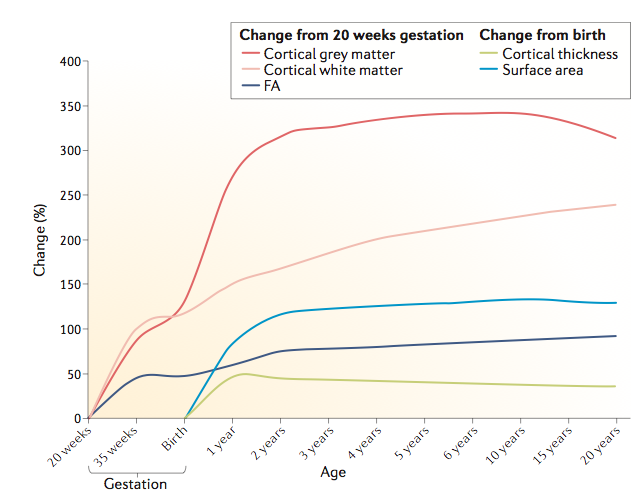 Change from 20 weeks gestation
Cortical grey matter
Cortical white matter
FA
Change from birth
Cortical thickness
Surface area
Change (%)
400
350
300
250
200
150
100
50
0
20 weeks
35 weeks
Birth
1 year
2 years
3 years
4 years
5 years
6 years
10 years
15 years
20 years
Gestation
Age